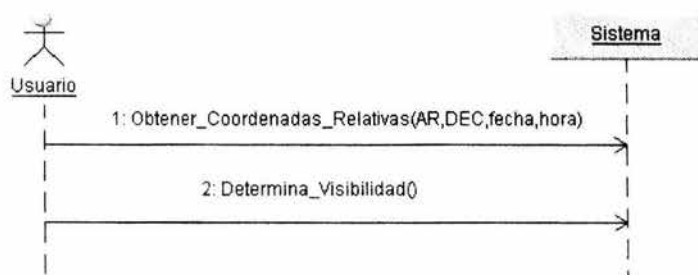 Sistema
Usuario
1: Obtener_Coordenadas_Relativas(AR,DEC,fecha,hora)
2: Determina_Visibilidad()